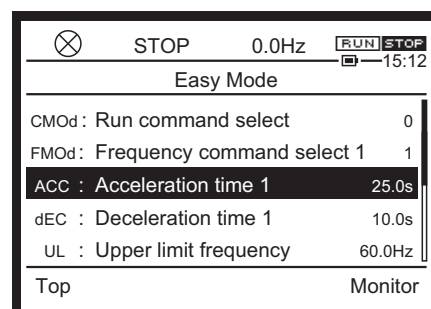 STOP 0.0Hz RUN STOP
15:12
Easy Mode
CMOd : Run command select 0
FMOd : Frequency command select 1 1
ACC : Acceleration time 1 25.0s
dEC : Deceleration time 1 10.0s
UL : Upper limit frequency 60.0Hz
Top Monitor